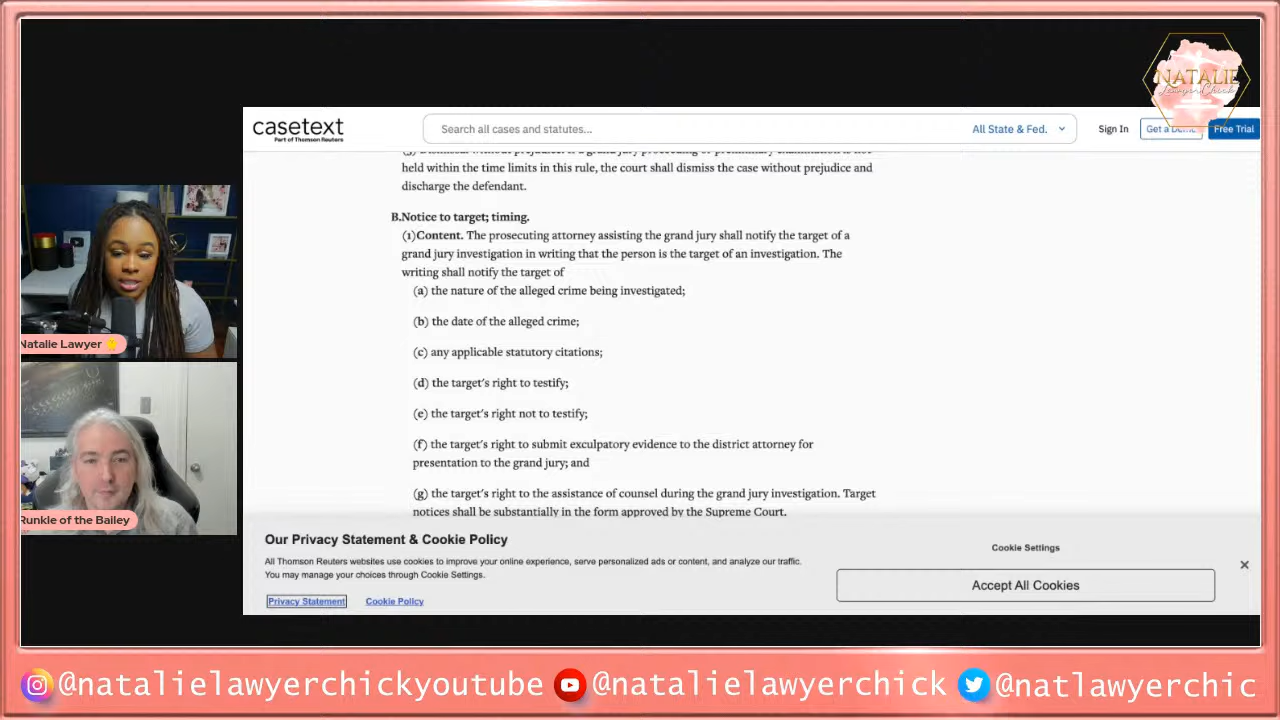 NATALIE
LawyerChick
casetext
Part of Thomson Reuters
Search all cases and statutes...
All State & Fed.
Sign In
Get a Demo
Free Trial
held within the time limits in this rule, the court shall dismiss the case without prejudice and
discharge the defendant.
B.Notice to target; timing.
(1)Content. The prosecuting attorney assisting the grand jury shall notify the target of a
grand jury investigation in writing that the person is the target of an investigation. The
writing shall notify the target of
(a) the nature of the alleged crime being investigated;
(b) the date of the alleged crime;
(c) any applicable statutory citations;
(d) the target's right to testify;
(e) the target's right not to testify;
(f) the target's right to submit exculpatory evidence to the district attorney for
presentation to the grand jury; and
(g) the target's right to the assistance of counsel during the grand jury investigation. Target
notices shall be substantially in the form approved by the Supreme Court.
Natalie Lawyer
Runkle of the Bailey
Our Privacy Statement & Cookie Policy
All Thomson Reuters websites use cookies to improve your online experience, serve personalized ads or content, and analyze our traffic.
You may manage your choices through Cookie Settings.
Privacy Statement
Cookie Policy
Cookie Settings
Accept All Cookies
@natalielawyerchickyoutube
@natalielawyerchick
@natlawyerchic